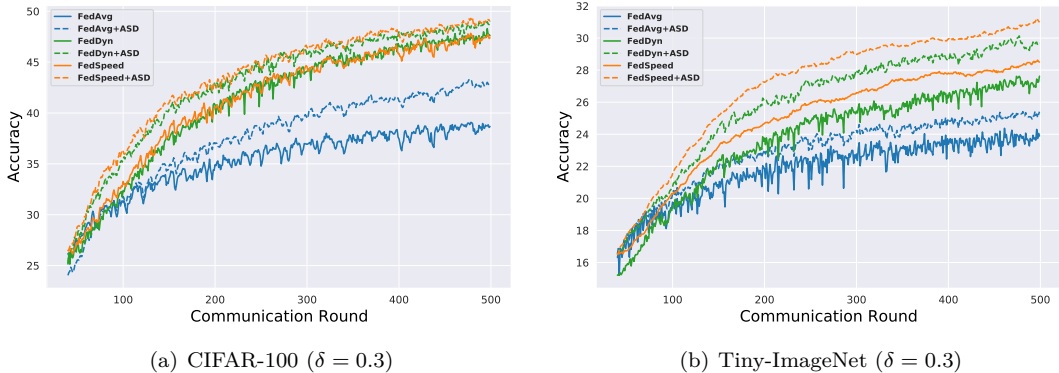 50
45
40
35
30
25
Accuracy
FedAvg
FedAvg+ASD
FedDyn
FedDyn+ASD
FedSpeed
FedSpeed+ASD
100
200
300
400
500
Communication Round
(a) CIFAR-100 (δ = 0.3)
32
30
28
26
24
22
20
18
16
Accuracy
FedAvg
FedAvg+ASD
FedDyn
FedDyn+ASD
FedSpeed
FedSpeed+ASD
100
200
300
400
500
Communication Round
(b) Tiny-ImageNet (δ = 0.3)